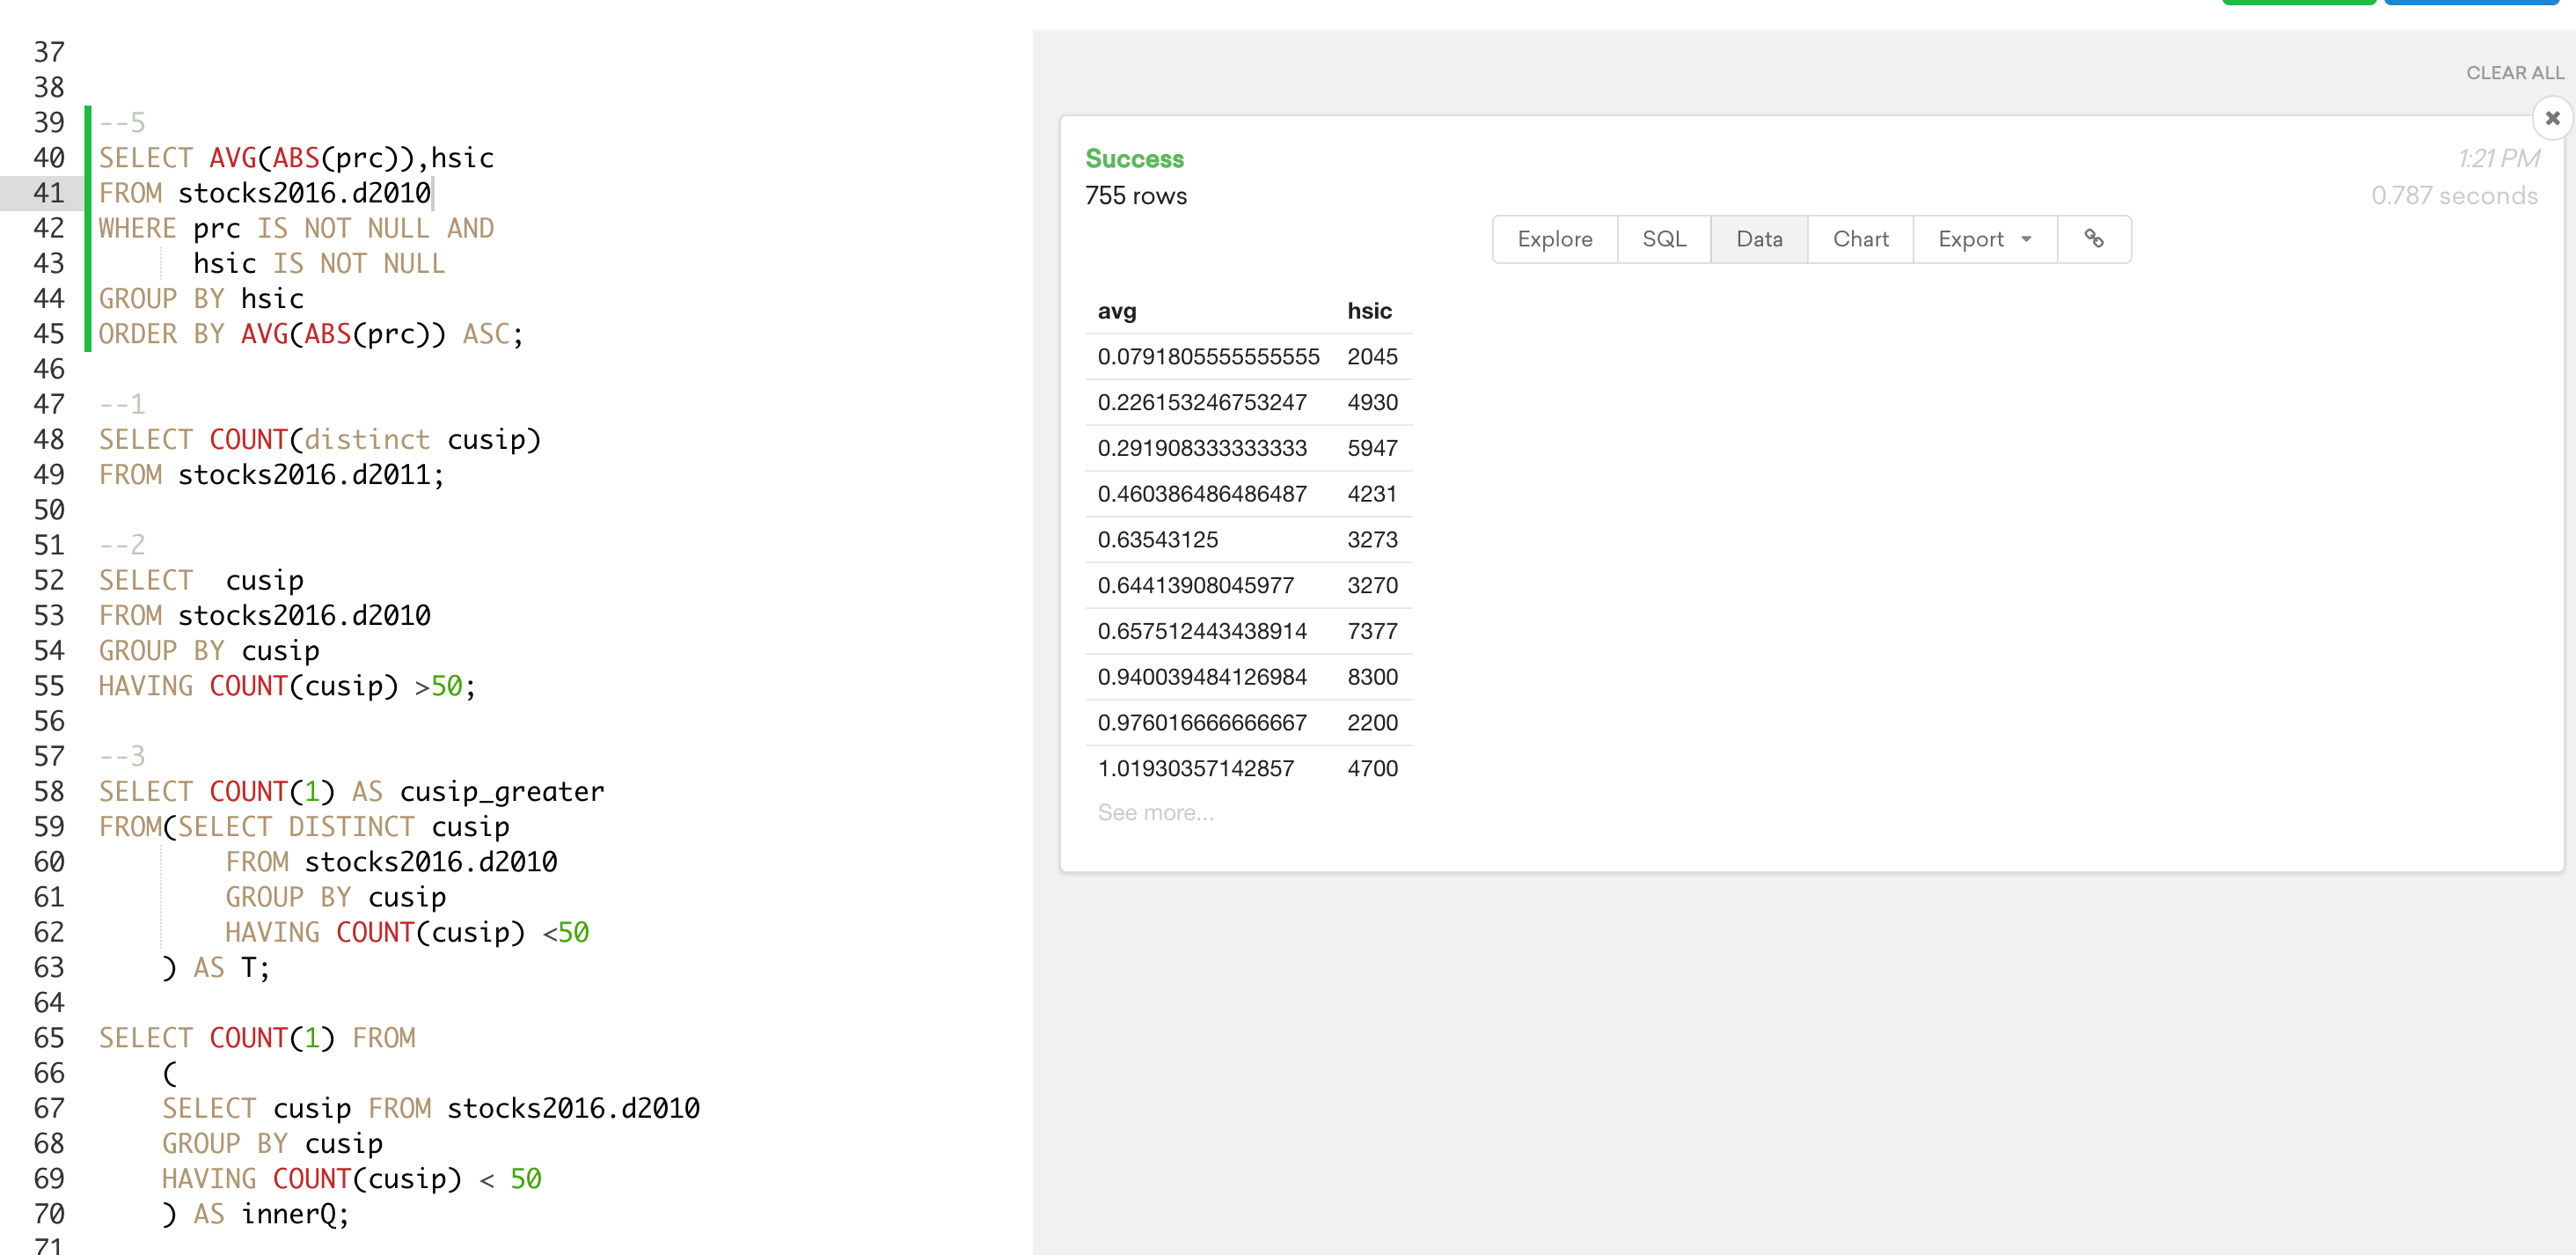 37
38
39 --5
40 SELECT AVG(ABS(prc)),hsic
41 FROM stocks2016.d2010
42 WHERE prc IS NOT NULL AND
43 hsic IS NOT NULL
44 GROUP BY hsic
45 ORDER BY AVG(ABS(prc)) ASC;
46
47 --1
48 SELECT COUNT(distinct cusip)
49 FROM stocks2016.d2011;
50
51 --2
52 SELECT  cusip
53 FROM stocks2016.d2010
54 GROUP BY cusip
55 HAVING COUNT(cusip) >50;
56
57 --3
58 SELECT COUNT(1) AS cusip_greater
59 FROM(SELECT DISTINCT cusip
60 FROM stocks2016.d2010
61 GROUP BY cusip
62 HAVING COUNT(cusip) <50
63 ) AS T;
64
65 SELECT COUNT(1) FROM
66 (
67 SELECT cusip FROM stocks2016.d2010
68 GROUP BY cusip
69 HAVING COUNT(cusip) < 50
70 ) AS innerQ;
71
CLEAR ALL
Success 1:21 PM
755 rows 0.787 seconds
Explore SQL Data Chart Export
avg hsic
0.0791805555555555 2045
0.226153246753247 4930
0.291908333333333 5947
0.460386486486487 4231
0.63543125 3273
0.64413908045977 3270
0.657512443438914 7377
0.940039484126984 8300
0.976016666666667 2200
1.01930357142857 4700
See more...